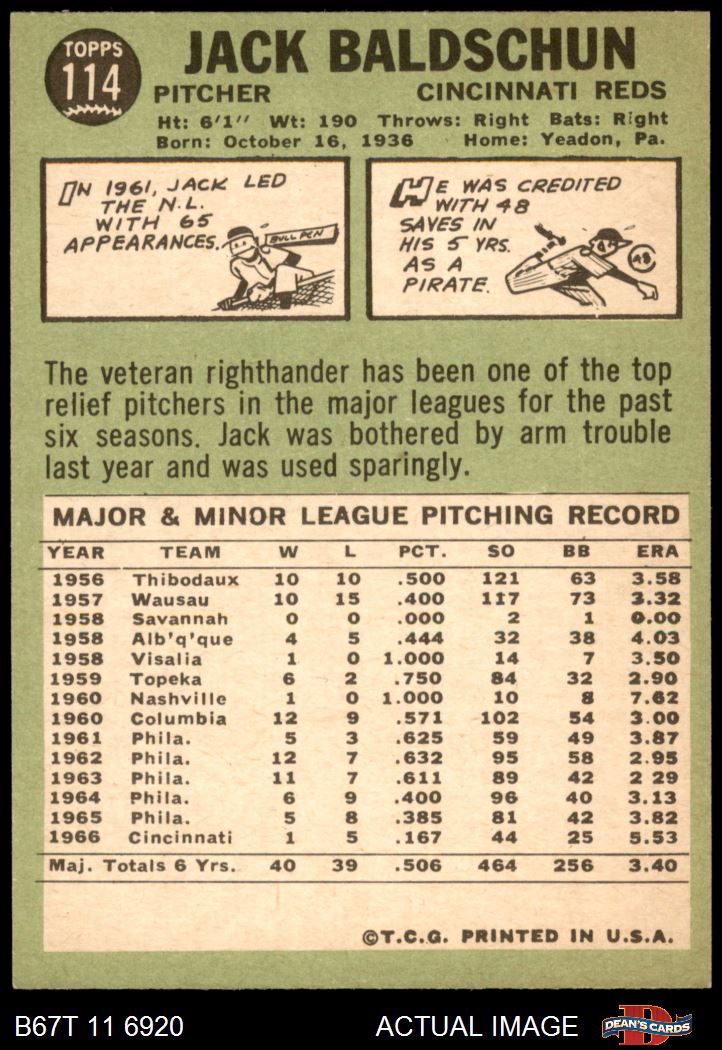 TOPPS
114
JACK BALDSCHUN
PITCHER CINCINNATI REDS
Ht: 6'1" Wt: 190 Throws: Right Bats: Right
Born: October 16, 1936 Home: Yeadon, Pa.
IN 1961, JACK LED
THE N.L.
WITH 65
APPEARANCES.
BULL PEN
HE WAS CREDITED
WITH 48
SAVES IN
HIS 5 YRS.
AS A
PIRATE.
48
The veteran righthander has been one of the top
relief pitchers in the major leagues for the past
six seasons. Jack was bothered by arm trouble
last year and was used sparingly.
MAJOR & MINOR LEAGUE PITCHING RECORD
YEAR TEAM W L PCT. SO BB ERA
1956 Thibodaux 10 10 .500 121 63 3.58
1957 Wausau 10 15 .400 117 73 3.32
1958 Savannah 0 0 .000 2 1 0.00
1958 Alb'q'que 4 5 .444 32 38 4.03
1958 Visalia 1 0 1.000 14 7 3.50
1959 Topeka 6 2 .750 84 32 2.90
1960 Nashville 1 0 1.000 10 8 7.62
1960 Columbia 12 9 .571 102 54 3.00
1961 Phila. 5 3 .625 59 49 3.87
1962 Phila. 12 7 .632 95 58 2.95
1963 Phila. 11 7 .611 89 42 2 29
1964 Phila. 6 9 .400 96 40 3.13
1965 Phila. 5 8 .385 81 42 3.82
1966 Cincinnati 1 5 .167 44 25 5.53
Maj. Totals 6 Yrs. 40 39 .506 464 256 3.40
©T.C.G. PRINTED IN U.S.A.
B67T 11 6920 ACTUAL IMAGE
D
DEAN'S CARDS